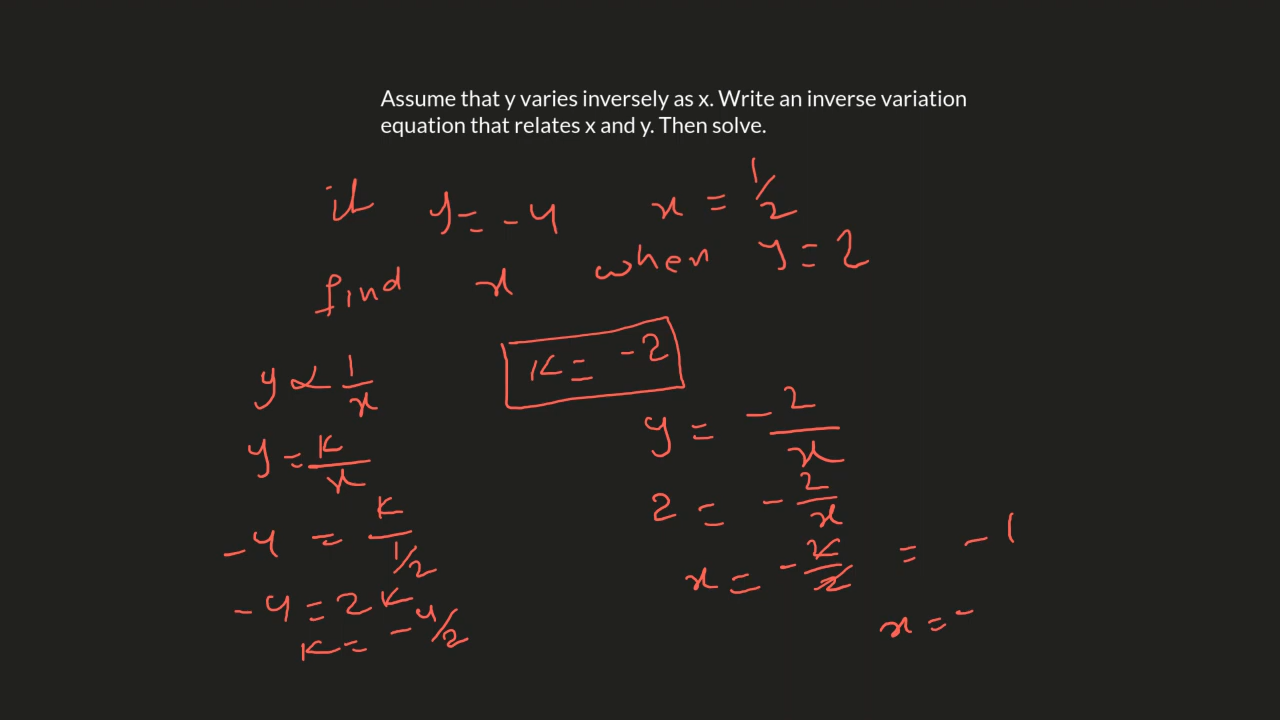 Assume that y varies inversely as x. Write an inverse variation
equation that relates x and y. Then solve.
if y = -4 x = 1/2
find x when y = 2
k = -2
y ∝ 1/x
y = k/x
-4 = k/1/2
-4 = 2k
k = -4/2
y = -2/x
2 = -2/x
x = -2/2 = -1
x = -